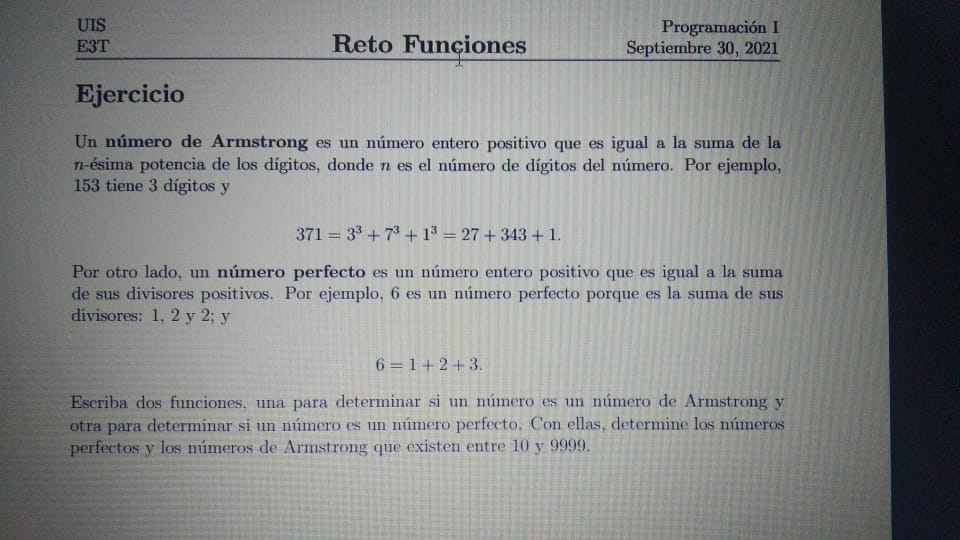 UIS
E3T
Reto Funciones
Programación I
Septiembre 30, 2021
Ejercicio
Un número de Armstrong es un número entero positivo que es igual a la suma de la
n-ésima potencia de los dígitos, donde n es el número de dígitos del número. Por ejemplo,
153 tiene 3 dígitos y
371 = 3³ + 7³ + 1³ = 27 + 343 + 1.
Por otro lado, un número perfecto es un número entero positivo que es igual a la suma
de sus divisores positivos. Por ejemplo, 6 es un número perfecto porque es la suma de sus
divisores: 1, 2 y 2; y
6 = 1 + 2 + 3.
Escriba dos funciones, una para determinar si un número es un número de Armstrong y
otra para determinar si un número es un número perfecto. Con ellas, determine los números
perfectos y los números de Armstrong que existen entre 10 y 9999.